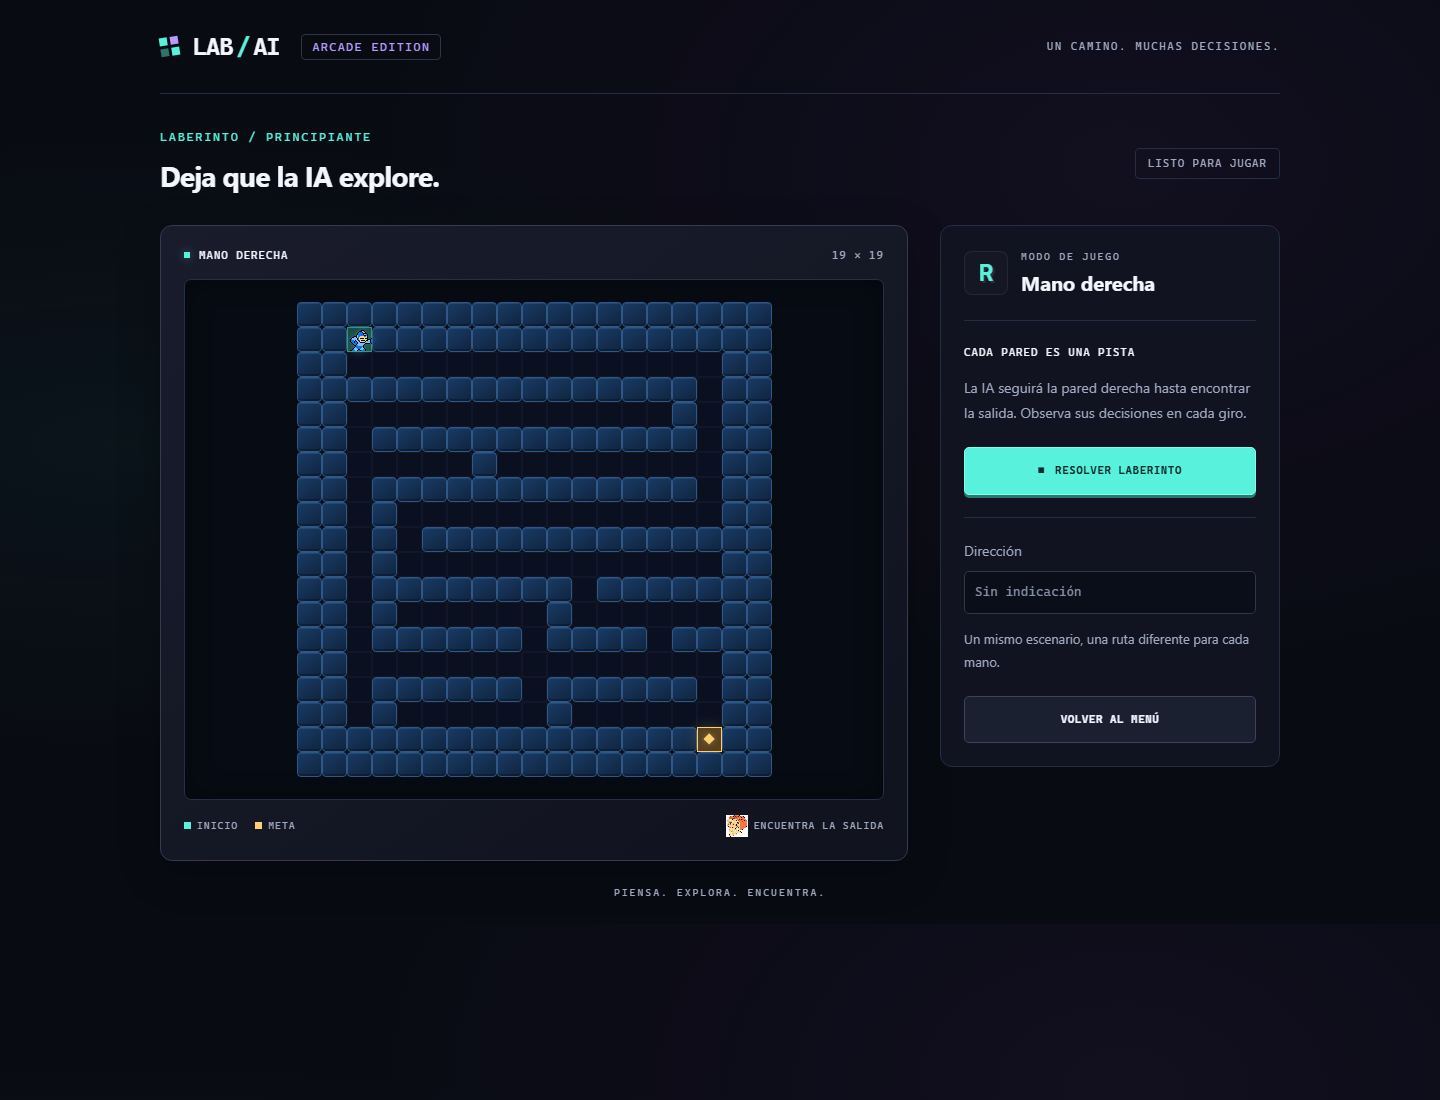 LAB/AI
ARCADE EDITION
UN CAMINO. MUCHAS DECISIONES.
LABERINTO / PRINCIPIANTE
Deja que la IA explore.
LISTO PARA JUGAR
MANO DERECHA
19 × 19
INICIO
META
ENCUENTRA LA SALIDA
R
MODO DE JUEGO
Mano derecha
CADA PARED ES UNA PISTA
La IA seguirá la pared derecha hasta encontrar
la salida. Observa sus decisiones en cada giro.
RESOLVER LABERINTO
Dirección
Sin indicación
Un mismo escenario, una ruta diferente para cada
mano.
VOLVER AL MENÚ
PIENSA. EXPLORA. ENCUENTRA.